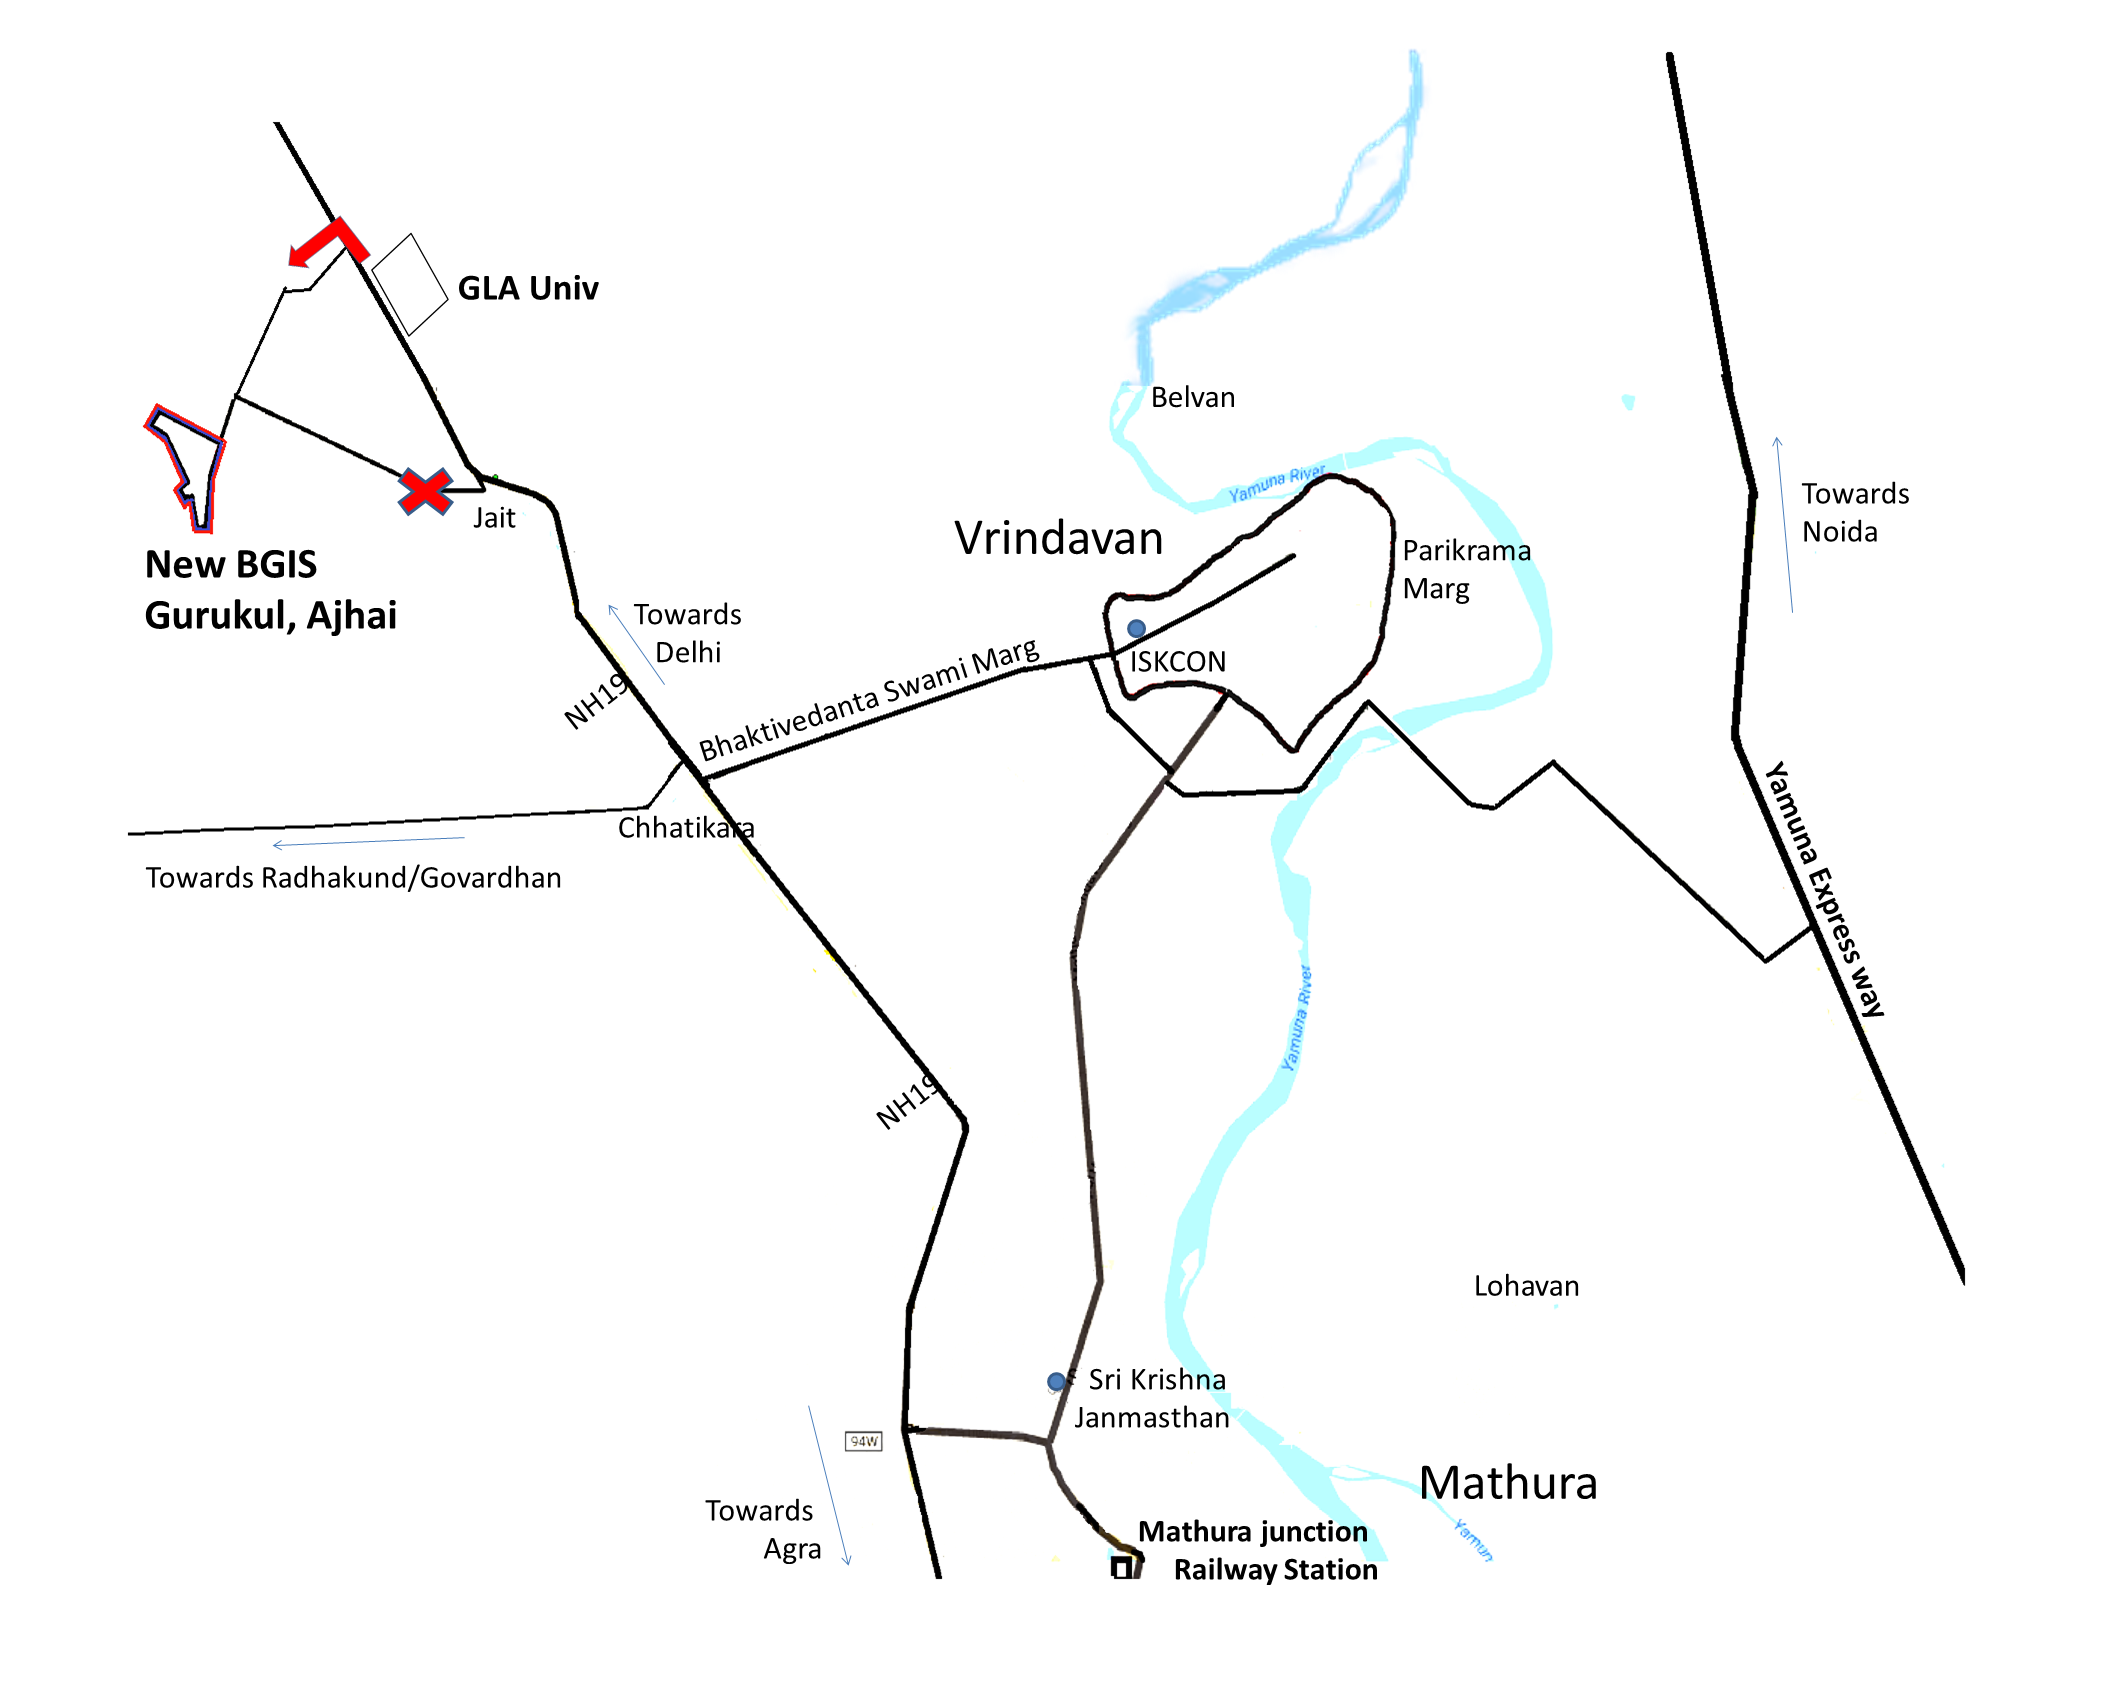 GLA Univ
Belvan
Yamuna River
Jait
Vrindavan
Towards
Noida
Parikrama
Marg
New BGIS
Gurukul, Ajhai
Towards
Delhi
ISKCON
NH19
Bhaktivedanta Swami Marg
Chhatikara
Towards Radhakund/Govardhan
Yamuna Express way
Yamuna River
NH19
Lohavan
Sri Krishna
Janmasthan
94W
Mathura
Towards
Agra
Mathura junction
Railway Station
Yamun